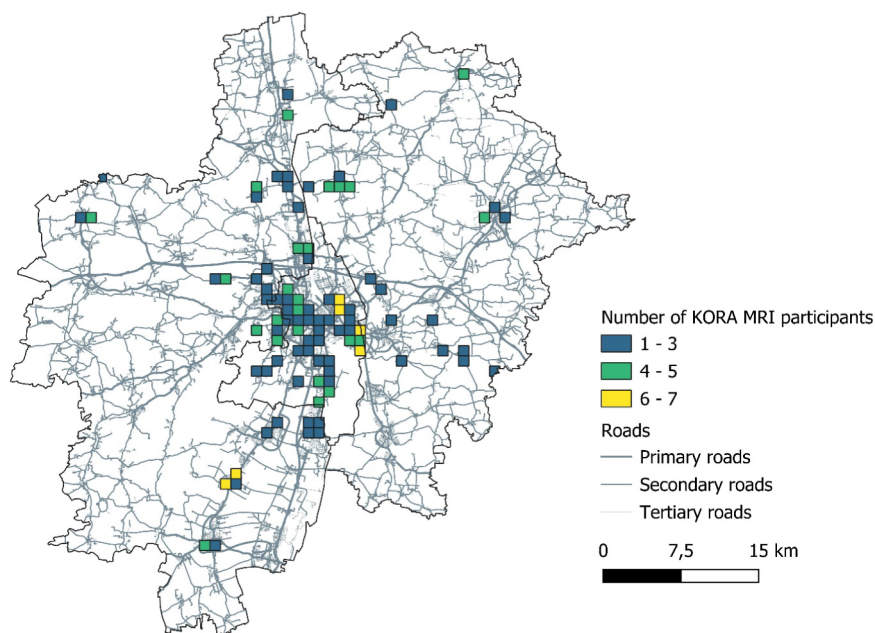 Number of KORA MRI participants
1 - 3
4 - 5
6 - 7
Roads
Primary roads
Secondary roads
Tertiary roads
0 7,5 15 km